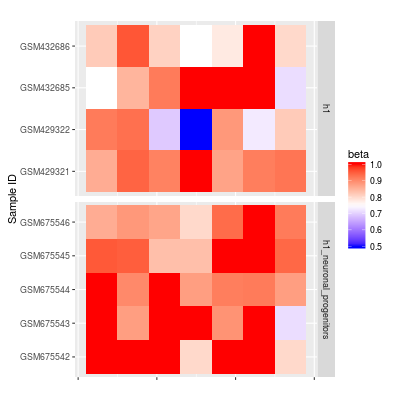 Sample ID
GSM432686
GSM432685
GSM429322
GSM429321
h1
GSM675546
GSM675545
GSM675544
GSM675543
GSM675542
h1_neuronal_progenitors
beta
1.0
0.9
0.8
0.7
0.6
0.5